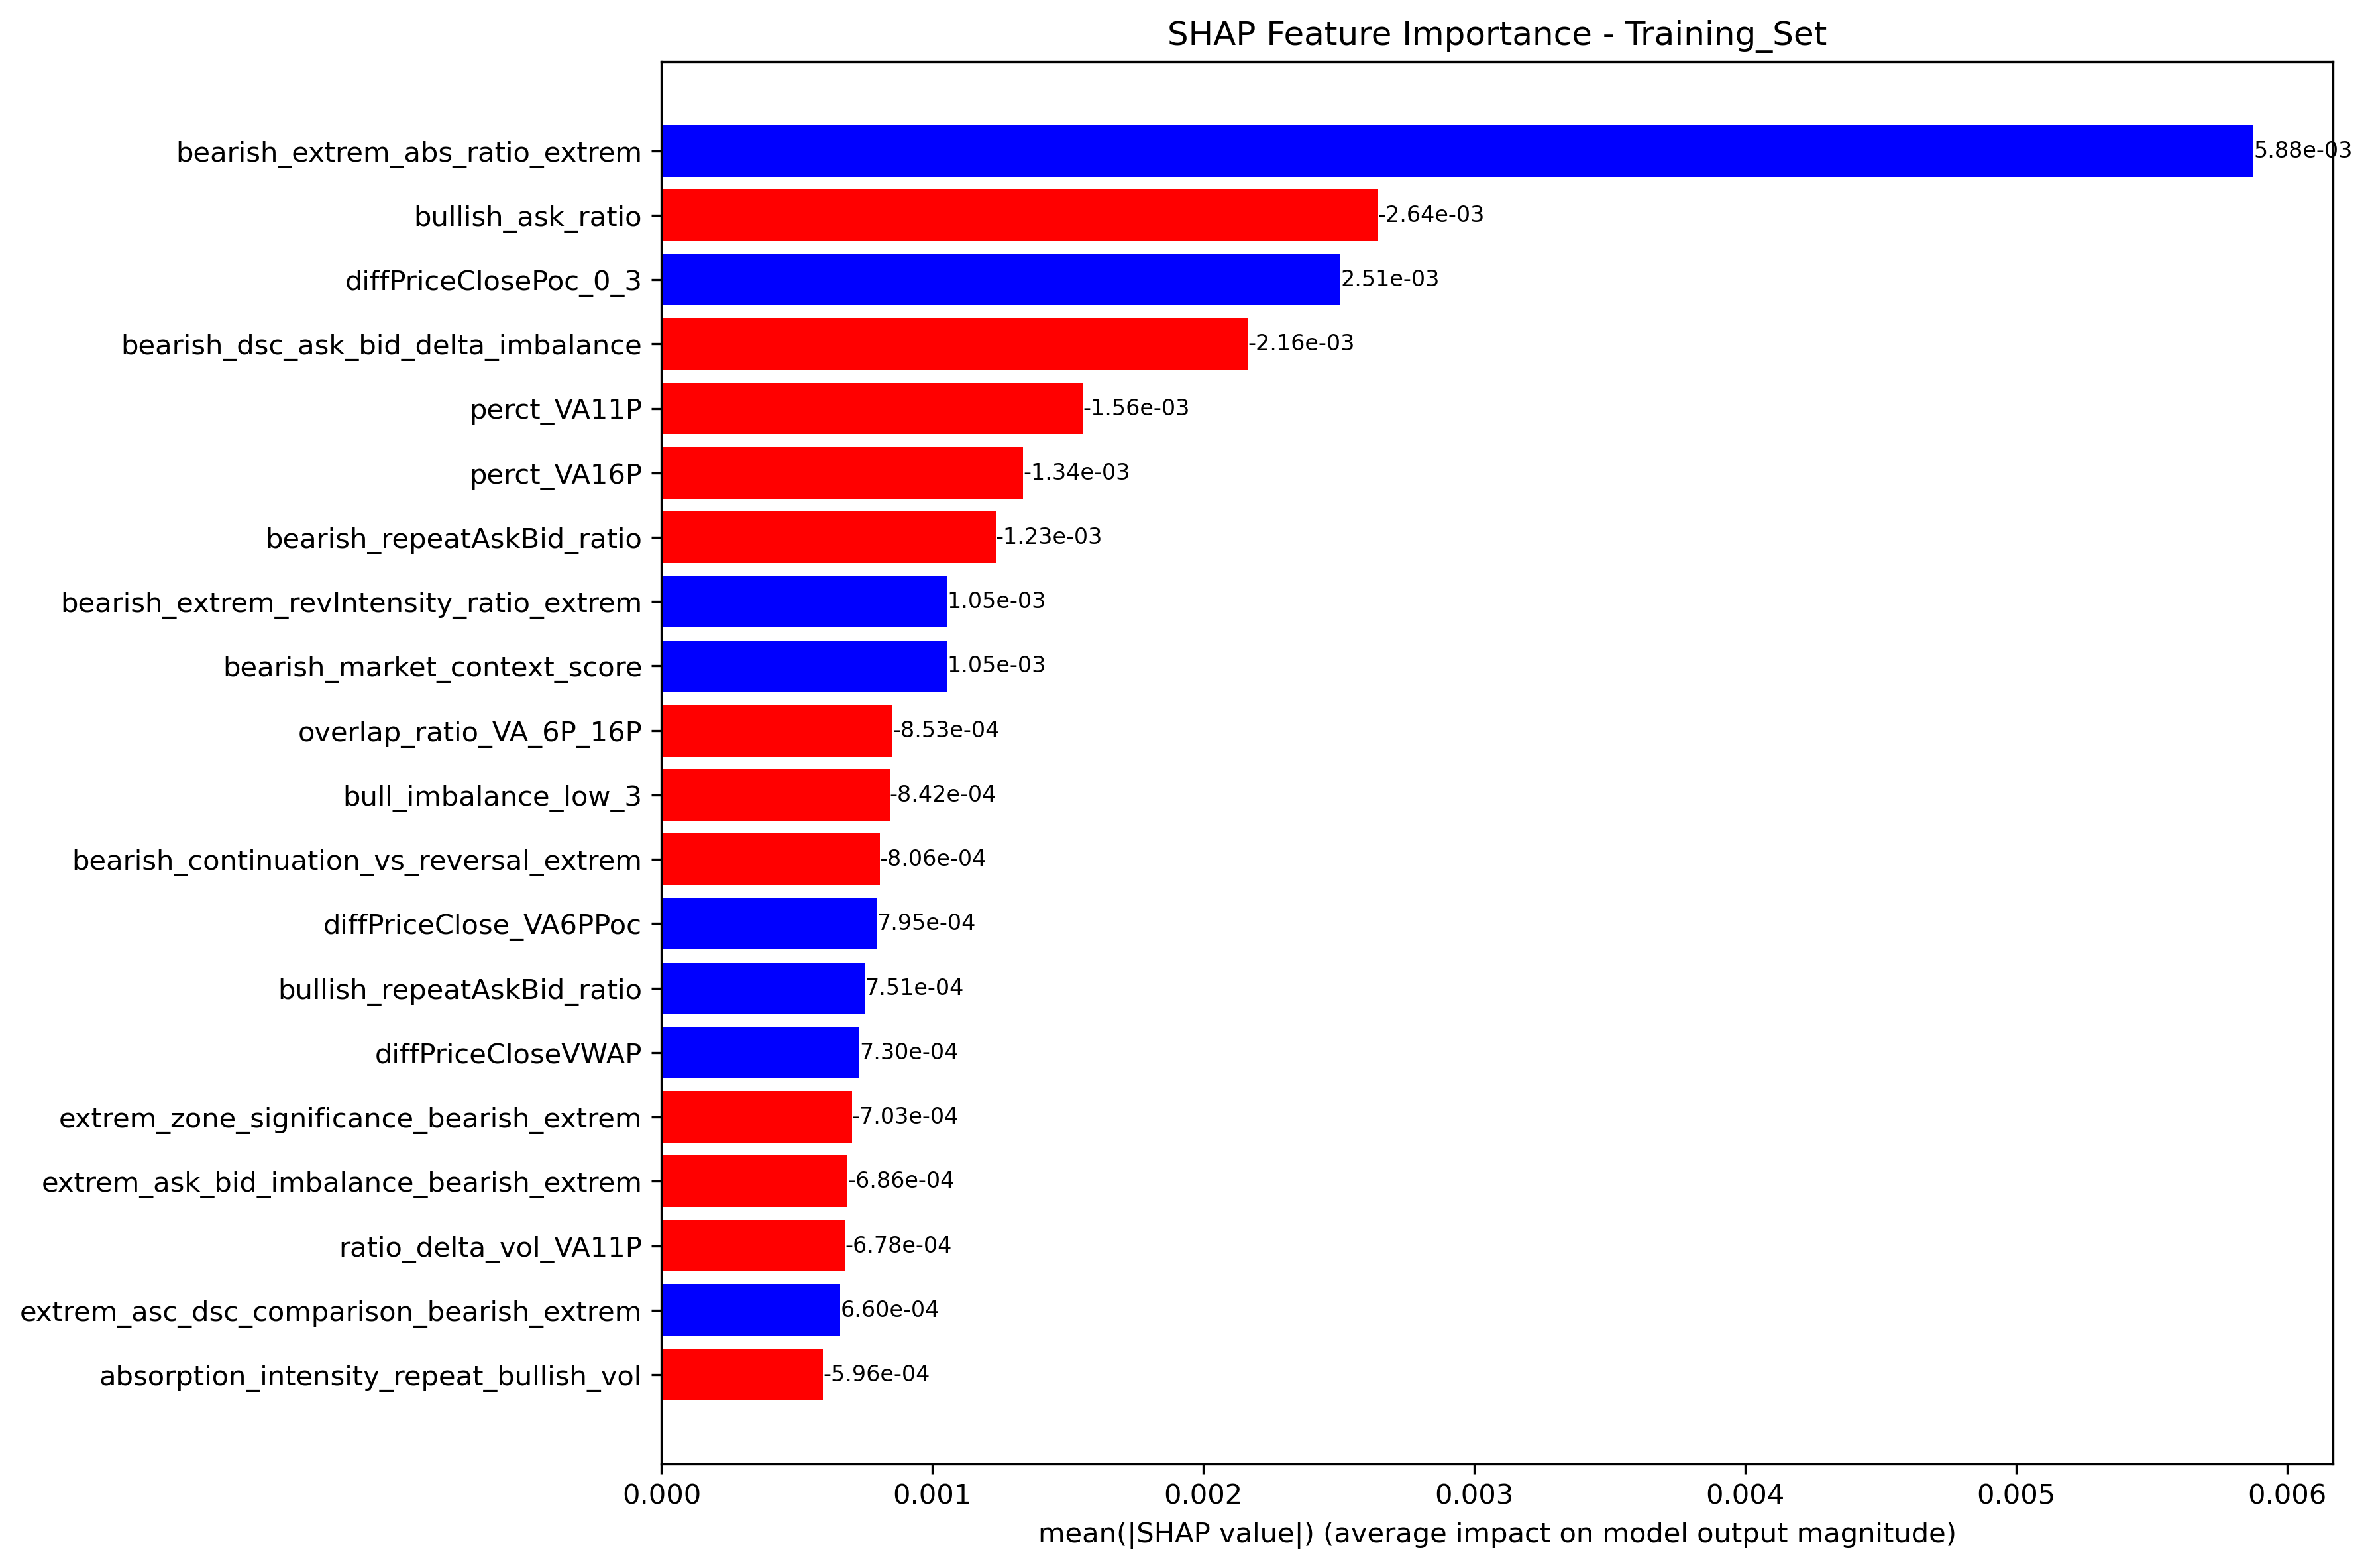 SHAP Feature Importance - Training_Set
bearish_extrem_abs_ratio_extrem 5.88e-03
bullish_ask_ratio -2.64e-03
diffPriceClosePoc_0_3 2.51e-03
bearish_dsc_ask_bid_delta_imbalance -2.16e-03
perct_VA11P -1.56e-03
perct_VA16P -1.34e-03
bearish_repeatAskBid_ratio -1.23e-03
bearish_extrem_revIntensity_ratio_extrem 1.05e-03
bearish_market_context_score 1.05e-03
overlap_ratio_VA_6P_16P -8.53e-04
bull_imbalance_low_3 -8.42e-04
bearish_continuation_vs_reversal_extrem -8.06e-04
diffPriceClose_VA6PPoc 7.95e-04
bullish_repeatAskBid_ratio 7.51e-04
diffPriceCloseVWAP 7.30e-04
extrem_zone_significance_bearish_extrem -7.03e-04
extrem_ask_bid_imbalance_bearish_extrem -6.86e-04
ratio_delta_vol_VA11P -6.78e-04
extrem_asc_dsc_comparison_bearish_extrem 6.60e-04
absorption_intensity_repeat_bullish_vol -5.96e-04
0.000 0.001 0.002 0.003 0.004 0.005 0.006
mean(|SHAP value|) (average impact on model output magnitude)